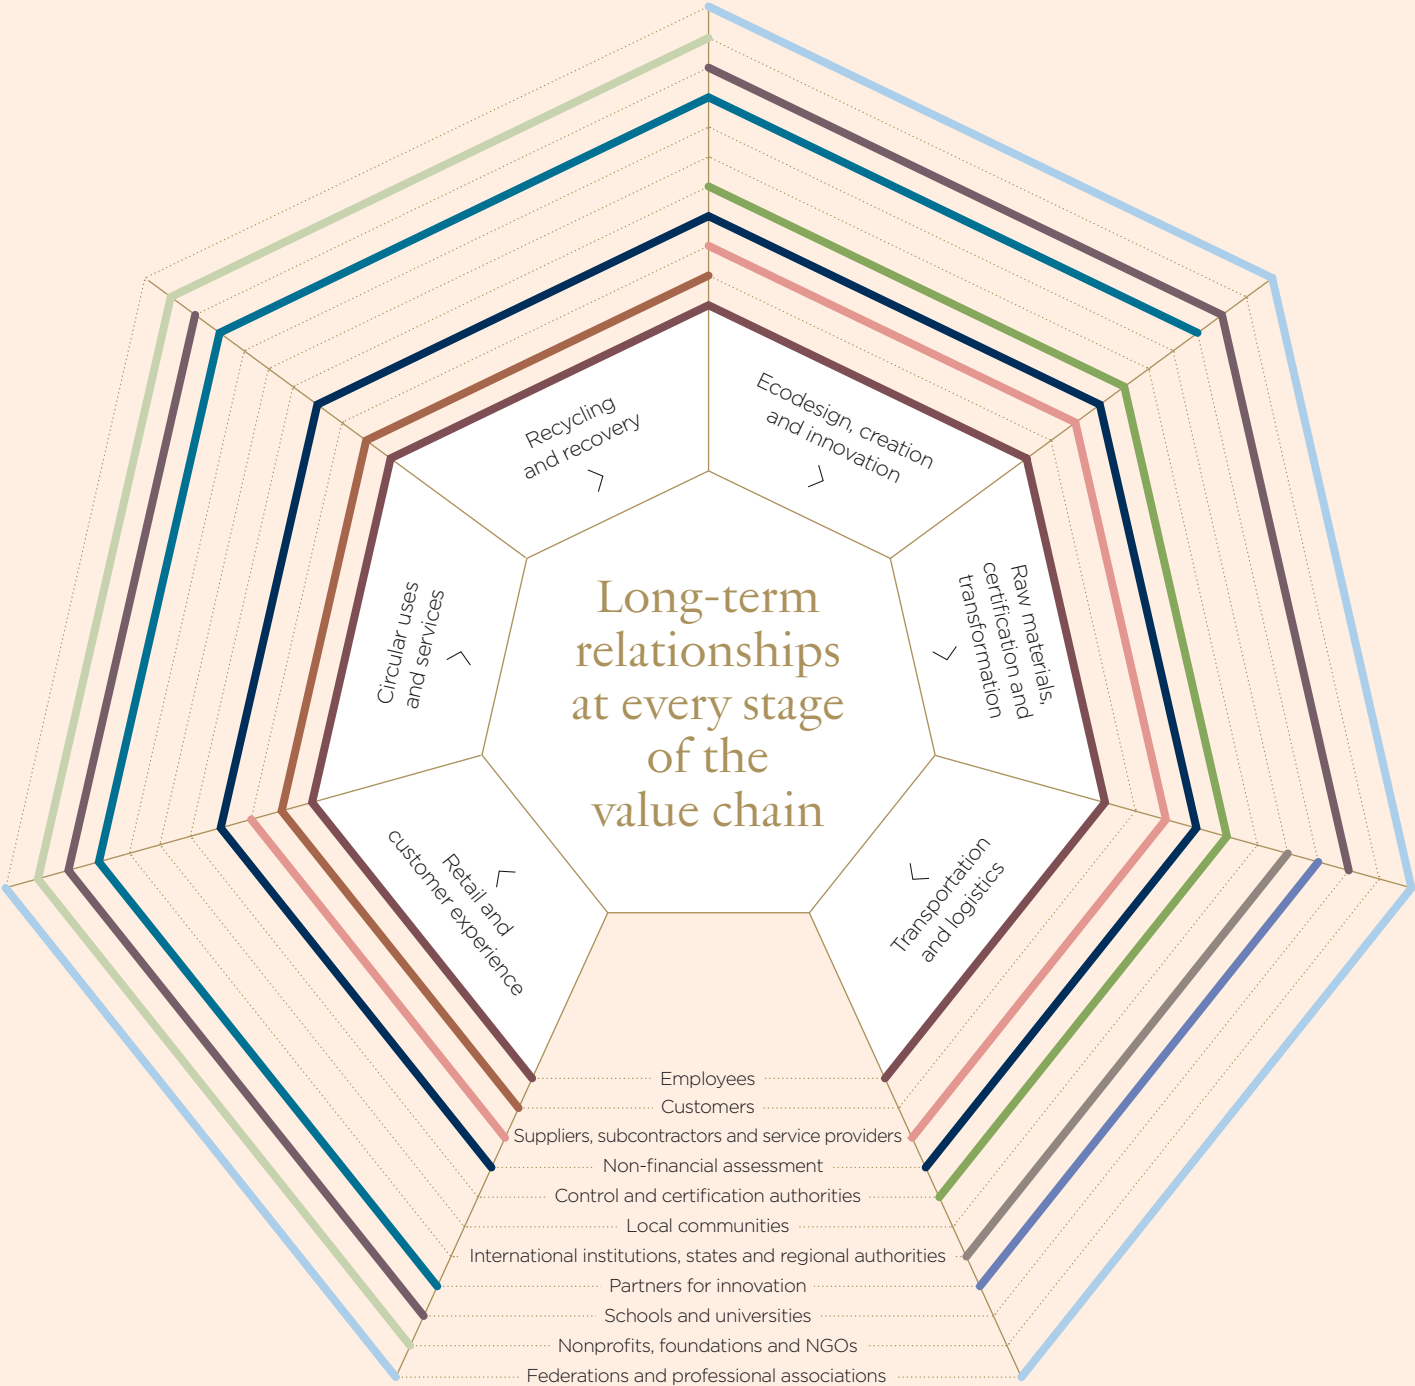 Recycling
and recovery
Ecodesign, creation
and innovation
Raw materials,
certification and
transformation
Circular uses
and services
Long-term
relationships
at every stage
of the
value chain
Retail and
customer experience
Transportation
and logistics
Employees
Customers
Suppliers, subcontractors and service providers
Non-financial assessment
Control and certification authorities
Local communities
International institutions, states and regional authorities
Partners for innovation
Schools and universities
Nonprofits, foundations and NGOs
Federations and professional associations